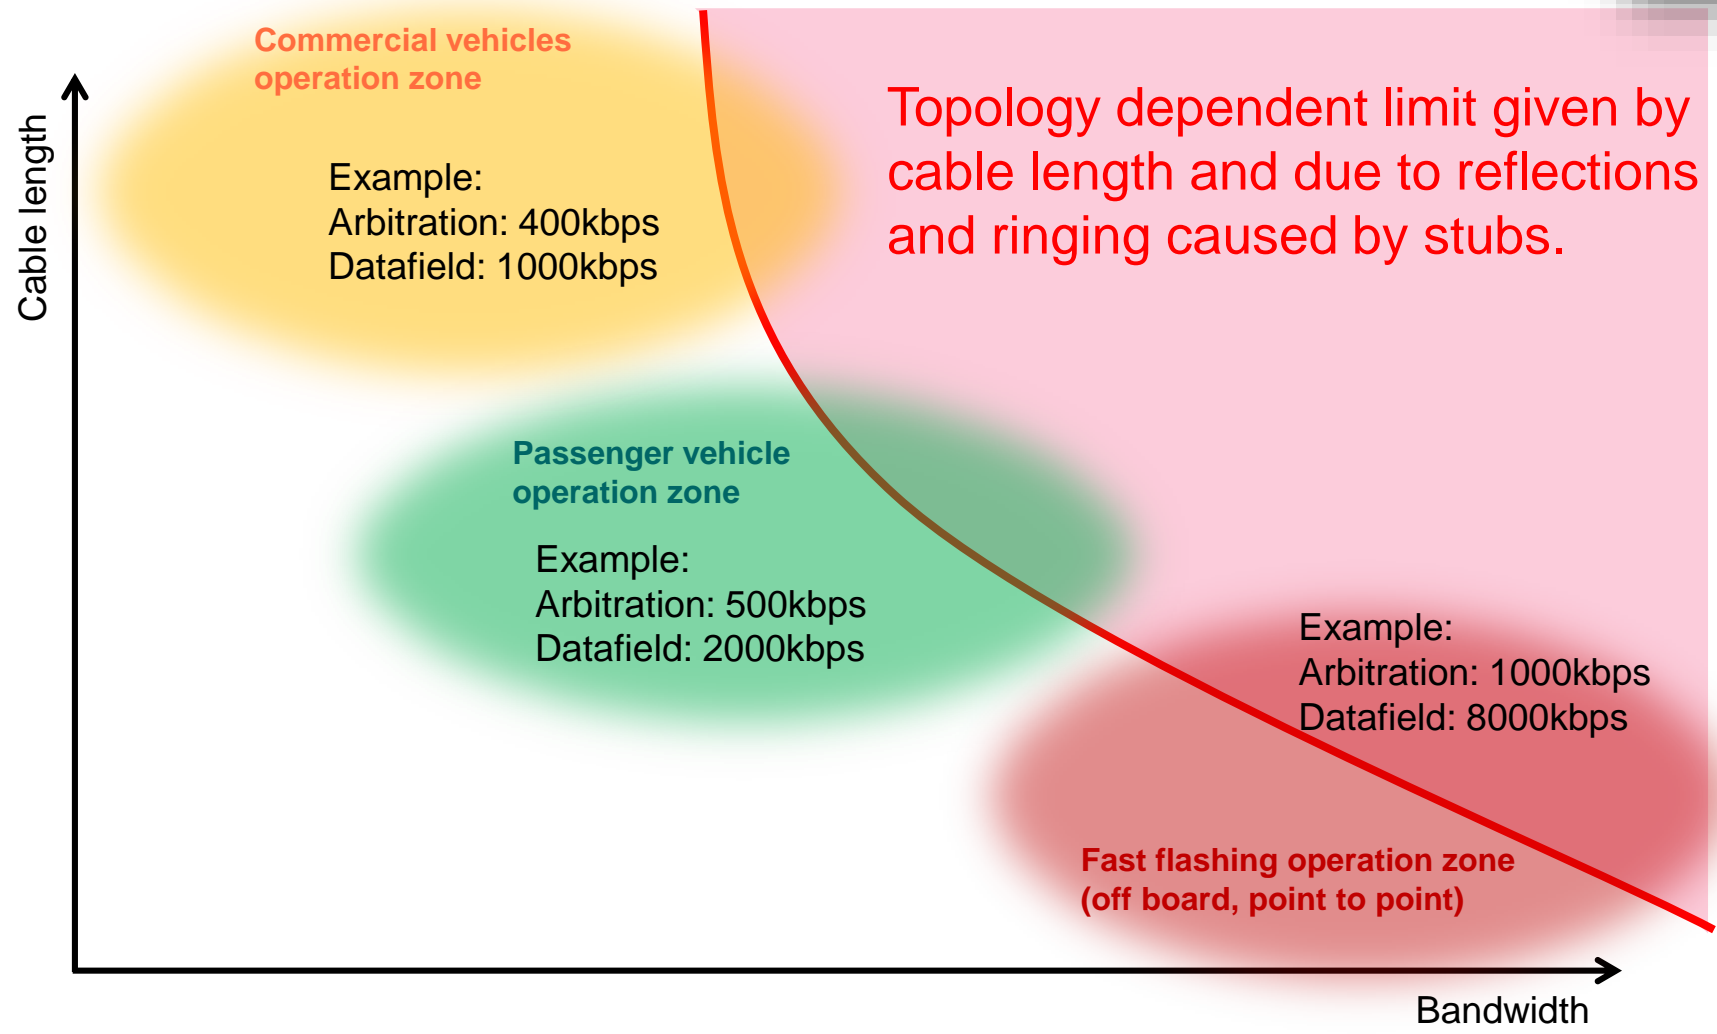 Commercial vehicles
operation zone
Example:
Arbitration: 400kbps
Datafield: 1000kbps
Topology dependent limit given by
cable length and due to reflections
and ringing caused by stubs.
Cable length
Passenger vehicle
operation zone
Example:
Arbitration: 500kbps
Datafield: 2000kbps
Example:
Arbitration: 1000kbps
Datafield: 8000kbps
Fast flashing operation zone
(off board, point to point)
Bandwidth